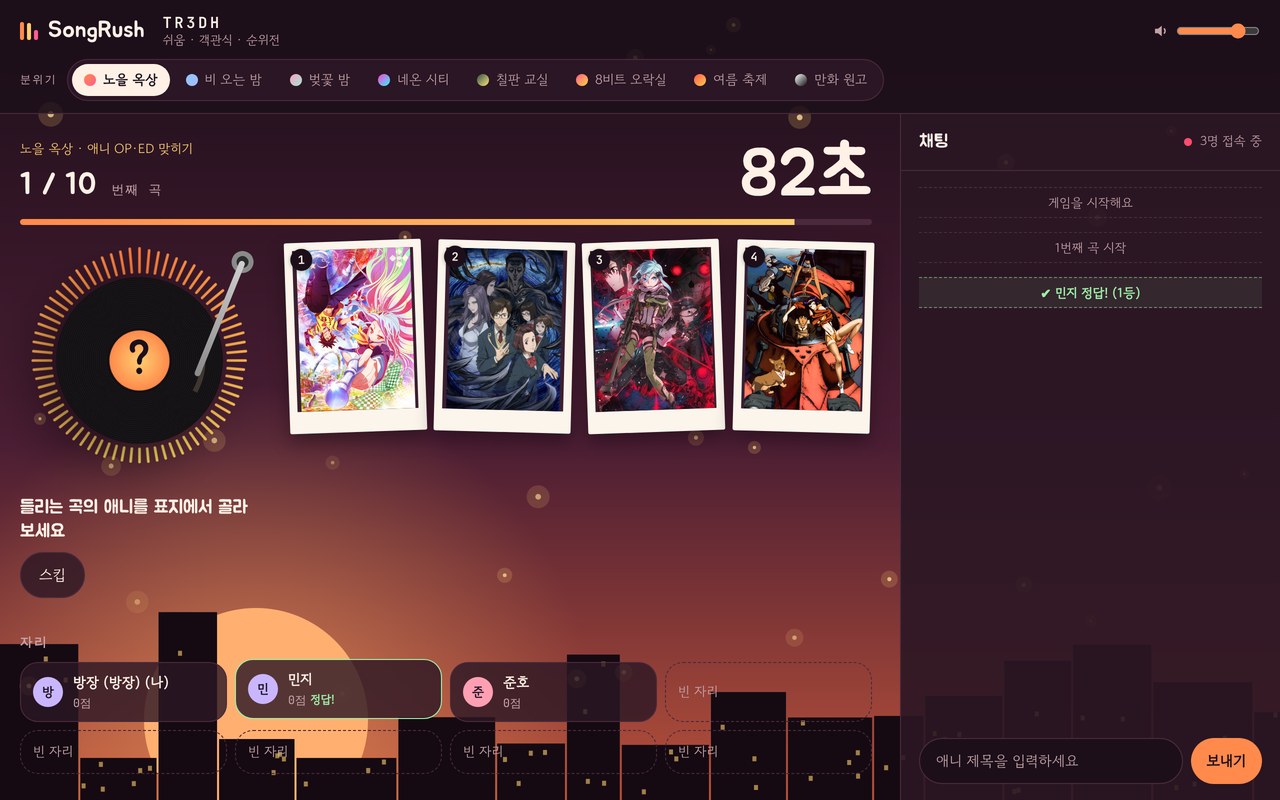 SongRush
TR3DH
쉬움 · 객관식 · 순위전
분위기
노을 옥상
비 오는 밤
벚꽃 밤
네온 시티
칠판 교실
8비트 오락실
여름 축제
만화 원고
노을 옥상 · 애니 OP·ED 맞히기
1 / 10 번째 곡
82초
채팅
3명 접속 중
게임을 시작해요
1번째 곡 시작
✔ 민지 정답! (1등)
?
1
2
3
4
들리는 곡의 애니를 표지에서 골라
보세요
스킵
자리
방
방장 (방장) (나)
0점
민
민지
0점 정답!
준
준호
0점
빈 자리
빈 자리
빈 자리
빈 자리
빈 자리
애니 제목을 입력하세요
보내기